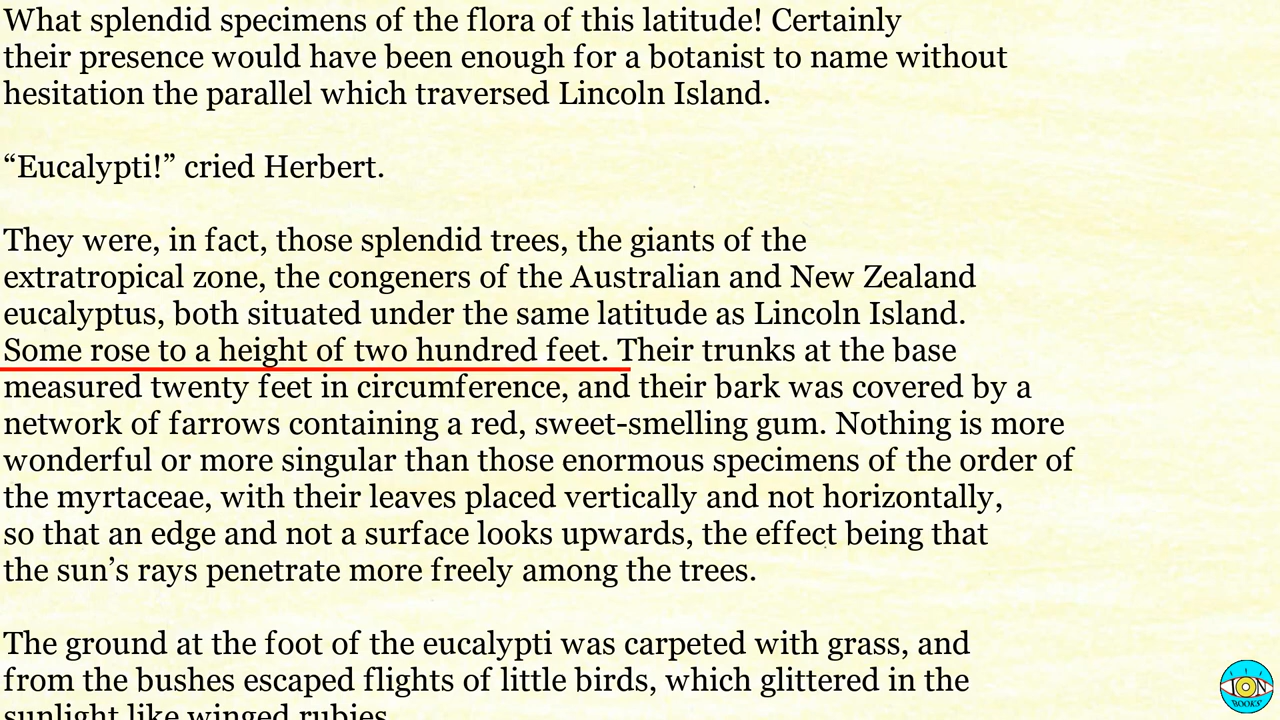 What splendid specimens of the flora of this latitude! Certainly
their presence would have been enough for a botanist to name without
hesitation the parallel which traversed Lincoln Island.
“Eucalypti!” cried Herbert.
They were, in fact, those splendid trees, the giants of the
extratropical zone, the congeners of the Australian and New Zealand
eucalyptus, both situated under the same latitude as Lincoln Island.
Some rose to a height of two hundred feet. Their trunks at the base
measured twenty feet in circumference, and their bark was covered by a
network of farrows containing a red, sweet-smelling gum. Nothing is more
wonderful or more singular than those enormous specimens of the order of
the myrtaceae, with their leaves placed vertically and not horizontally,
so that an edge and not a surface looks upwards, the effect being that
the sun’s rays penetrate more freely among the trees.
The ground at the foot of the eucalypti was carpeted with grass, and
from the bushes escaped flights of little birds, which glittered in the
sunlight like winged rubies.
ION
BOOKS